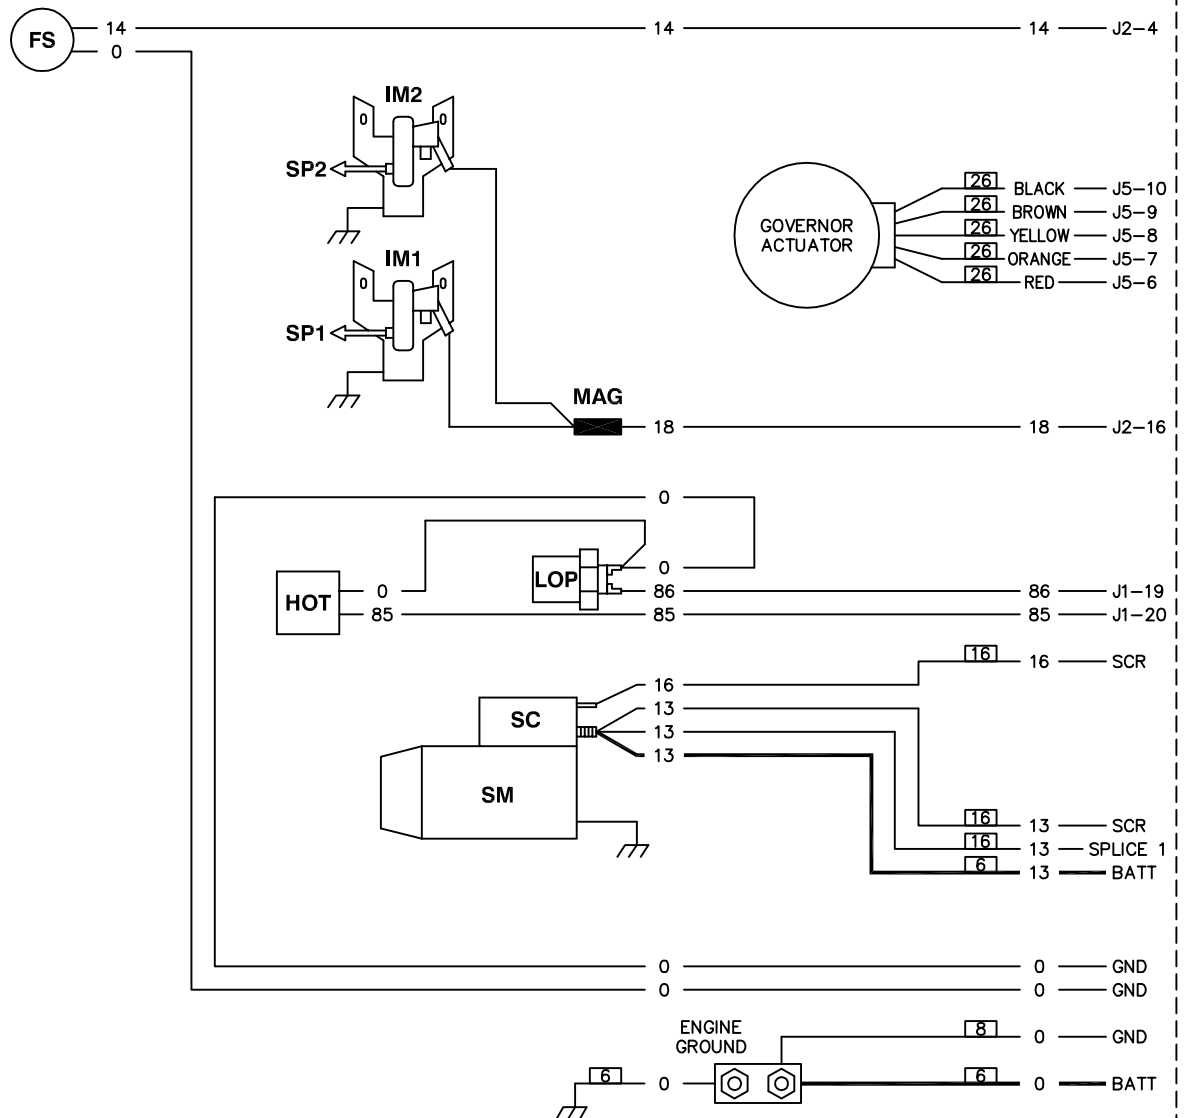 FS
14 14 14 J2-4
0
IM2
SP2
IM1
SP1
GOVERNOR
ACTUATOR
26 BLACK J5-10
26 BROWN J5-9
26 YELLOW J5-8
26 ORANGE J5-7
26 RED J5-6
MAG
18 18 J2-16
0
LOP 0
HOT 0 86 86 J1-19
85 85 85 J1-20
16 16 SCR
16
SC 13
13
13
SM
16 13 SCR
16 13 SPLICE 1
6 13 BATT
0 0 GND
0 0 GND
ENGINE
GROUND
8 0 GND
6 0 6 0 BATT